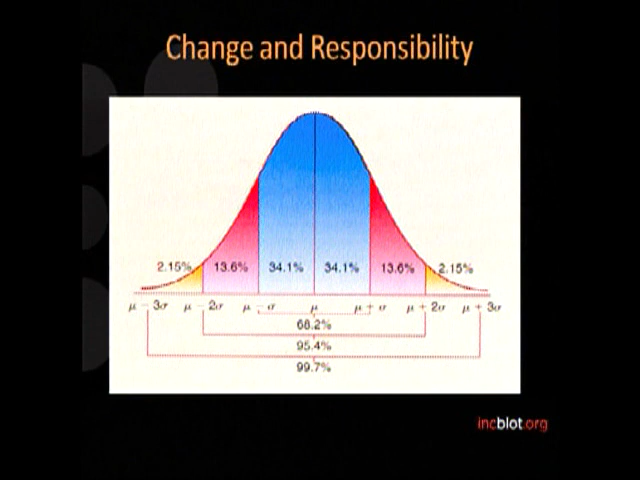 Change and Responsibility
2.15% 13.6% 34.1% 34.1% 13.6% 2.15%
μ − 3σ μ − 2σ μ − σ μ μ + σ μ + 2σ μ + 3σ
68.2%
95.4%
99.7%
incblot.org